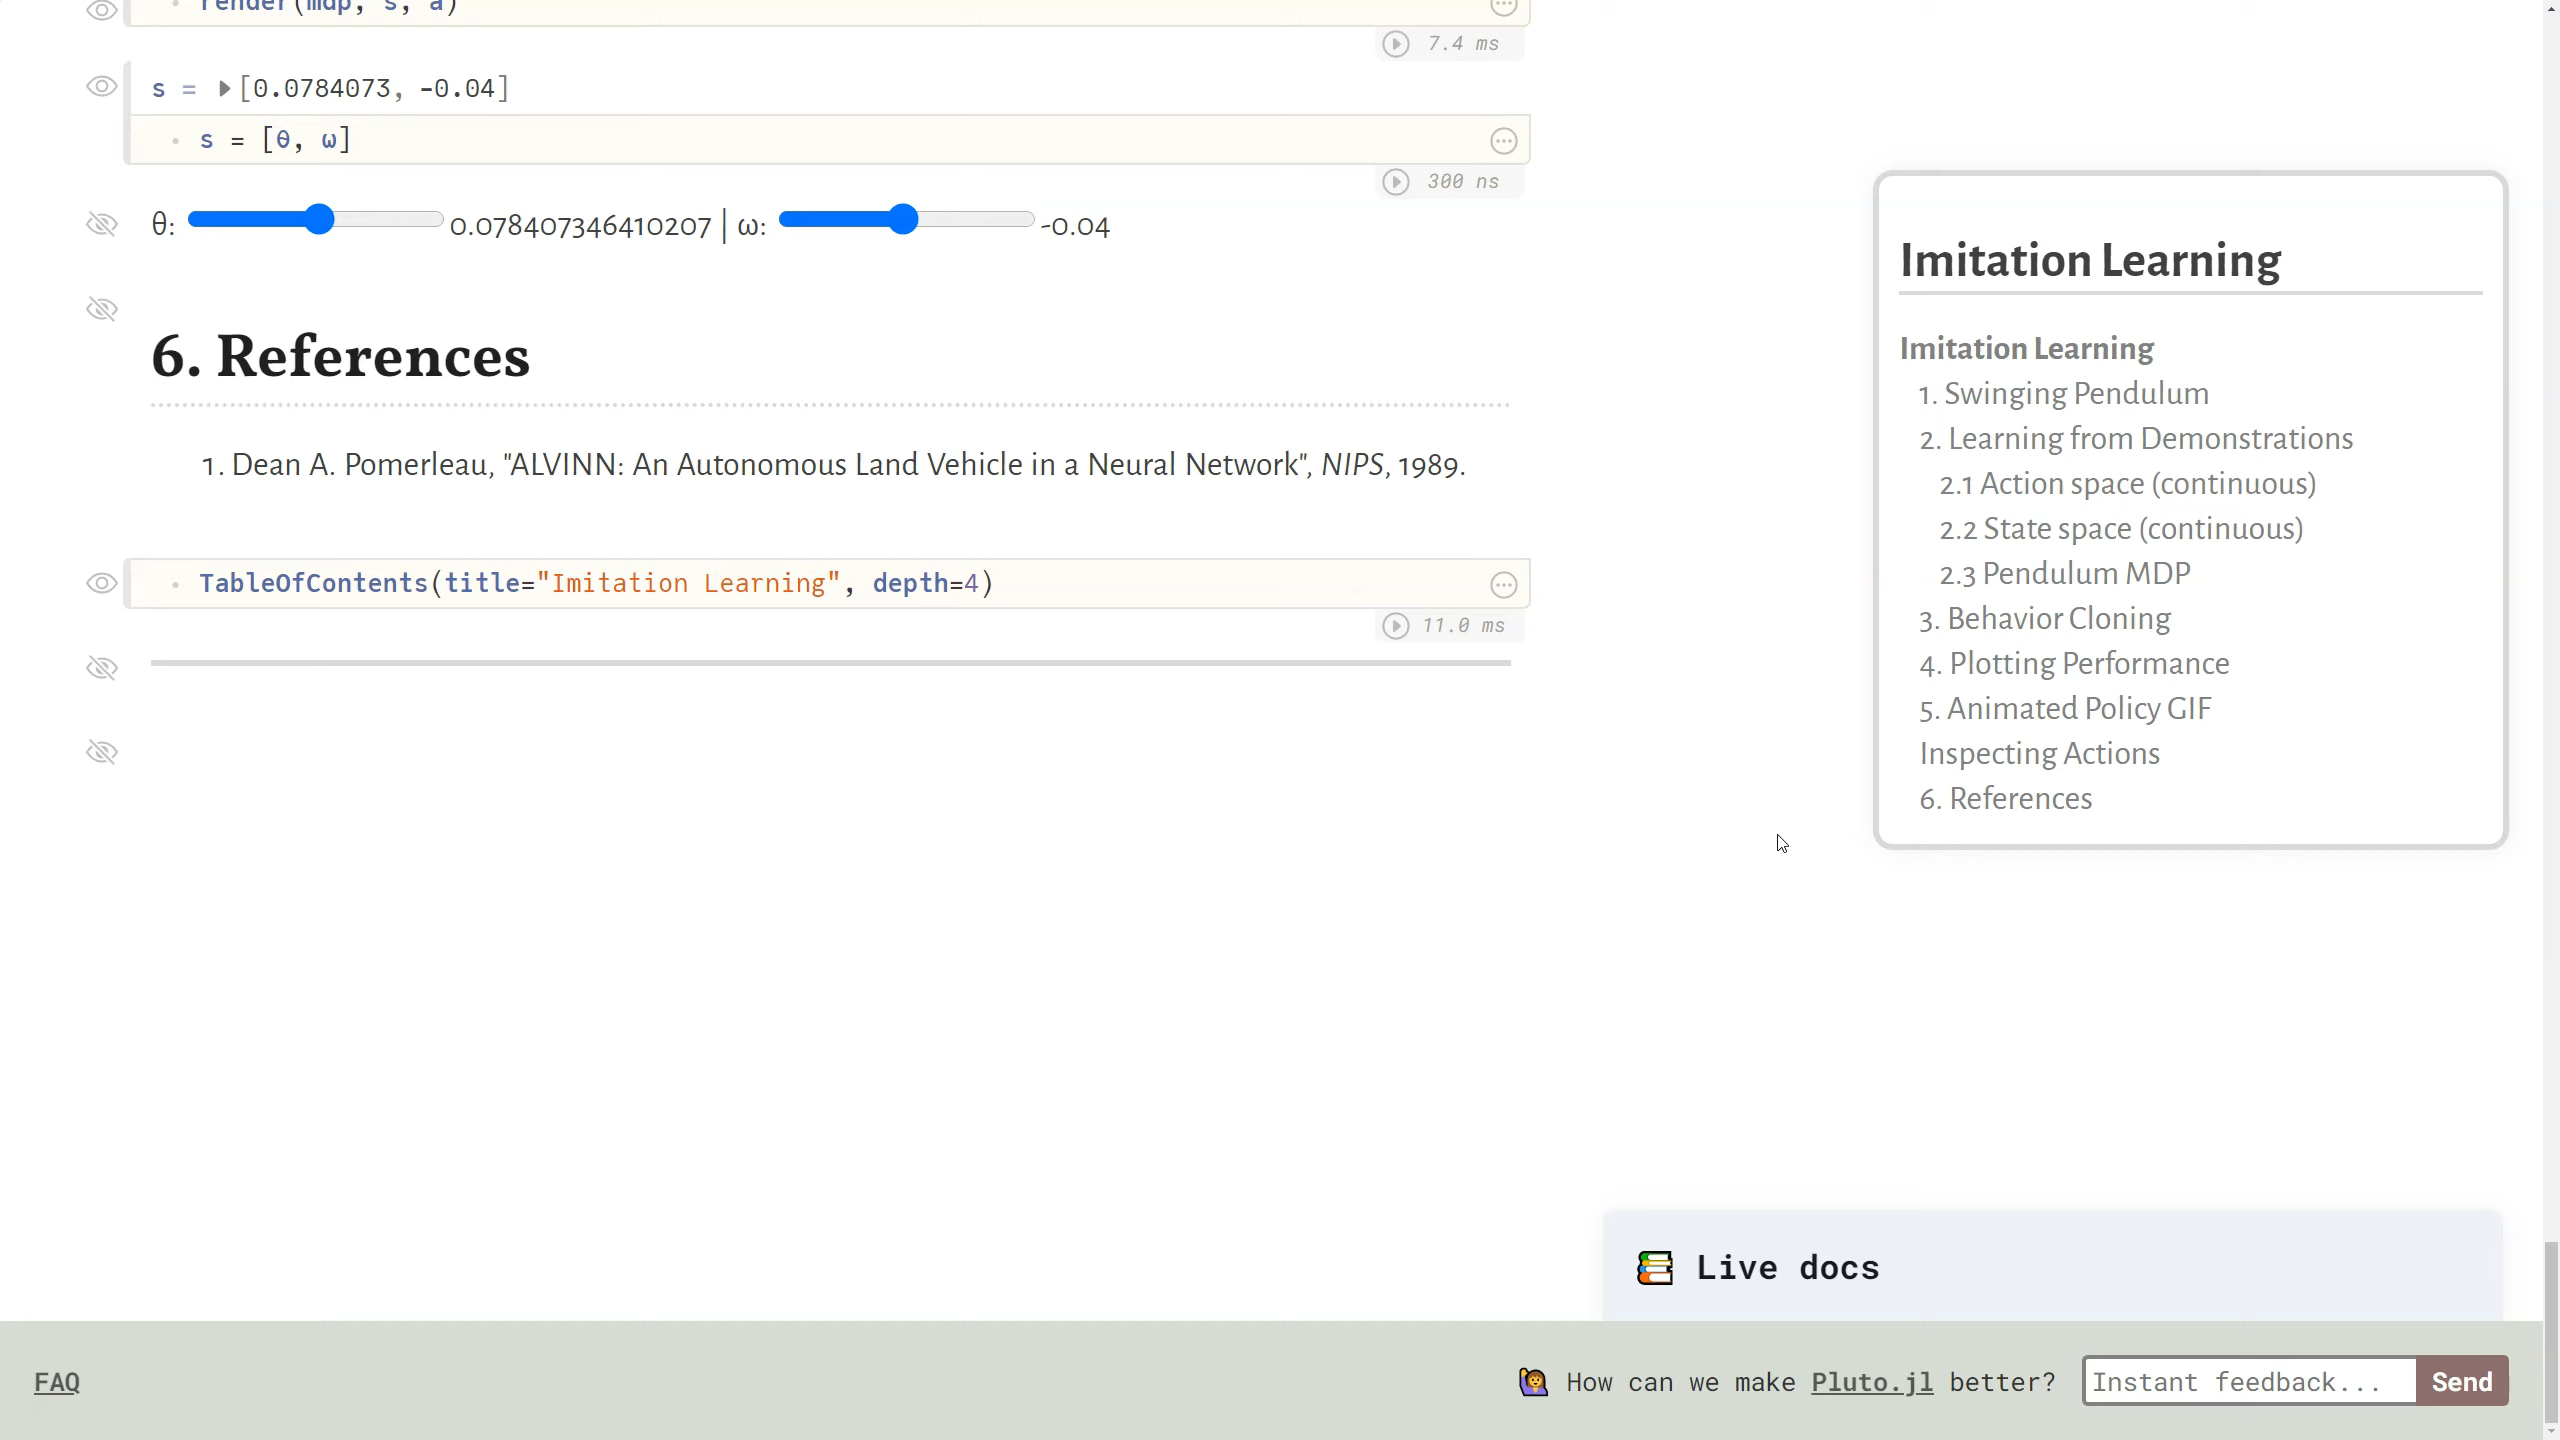 render(mdp, s, a)
7.4 ms
s = [0.0784073, -0.04]
s = [θ, ω]
300 ns
θ: 0.078407346410207 | ω: -0.04
6. References
1. Dean A. Pomerleau, "ALVINN: An Autonomous Land Vehicle in a Neural Network", NIPS, 1989.
TableOfContents(title="Imitation Learning", depth=4)
11.0 ms
Imitation Learning
Imitation Learning
1. Swinging Pendulum
2. Learning from Demonstrations
2.1 Action space (continuous)
2.2 State space (continuous)
2.3 Pendulum MDP
3. Behavior Cloning
4. Plotting Performance
5. Animated Policy GIF
Inspecting Actions
6. References
Live docs
FAQ
How can we make Pluto.jl better?
Instant feedback...
Send